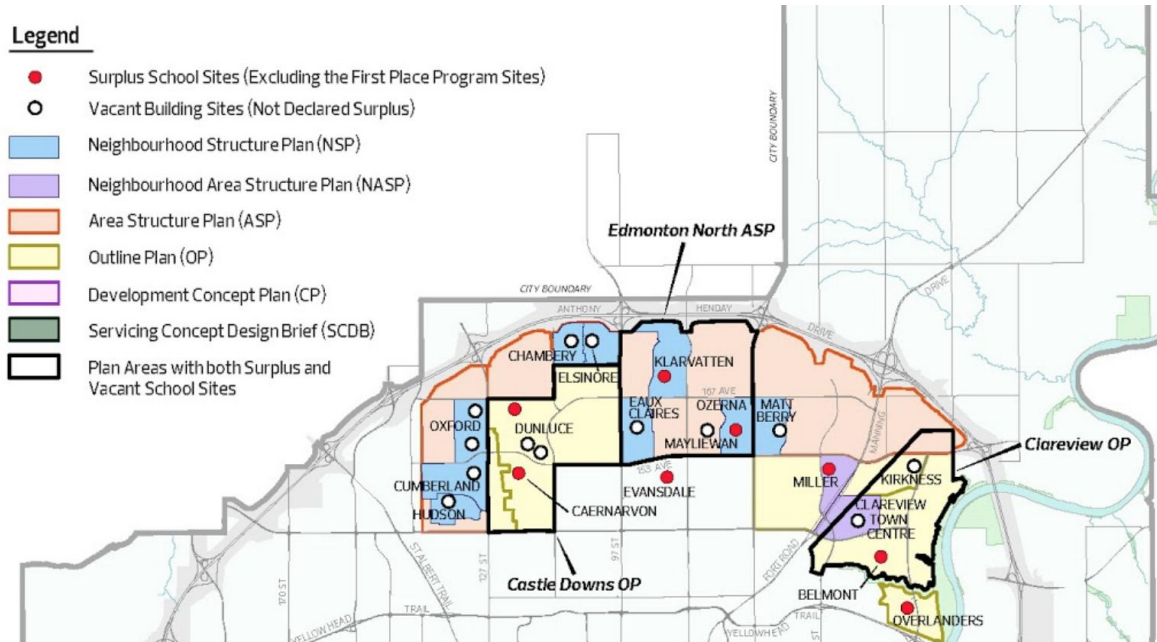 Legend
Surplus School Sites (Excluding the First Place Program Sites)
Vacant Building Sites (Not Declared Surplus)
Neighbourhood Structure Plan (NSP)
Neighbourhood Area Structure Plan (NASP)
Area Structure Plan (ASP)
Outline Plan (OP)
Development Concept Plan (CP)
Servicing Concept Design Brief (SCDB)
Plan Areas with both Surplus and
Vacant School Sites
CITY BOUNDARY
Edmonton North ASP
CITY BOUNDARY
ANTHONY
HENDAY
DRIVE
DRIVE
CHAMBERY
ELSINORE
KLARVATTEN
167 AVE
EAUX
CLAIRES
OZERNA
MATT
BERRY
MAYLIEWAN
OXFORD
DUNLUCE
MANNING
Clareview OP
153 AVE
CUMBERLAND
HUDSON
CAERNARVON
EVANSDALE
MILLER
KIRKNESS
CLAREVIEW
TOWN
CENTRE
ST ALBERT TRAIL
127 ST
97 ST
170 ST
FORT ROAD
Castle Downs OP
BELMONT
OVERLANDERS
YELLOWHEAD
TRAIL
YELLOWHEAD
TRAIL
ST